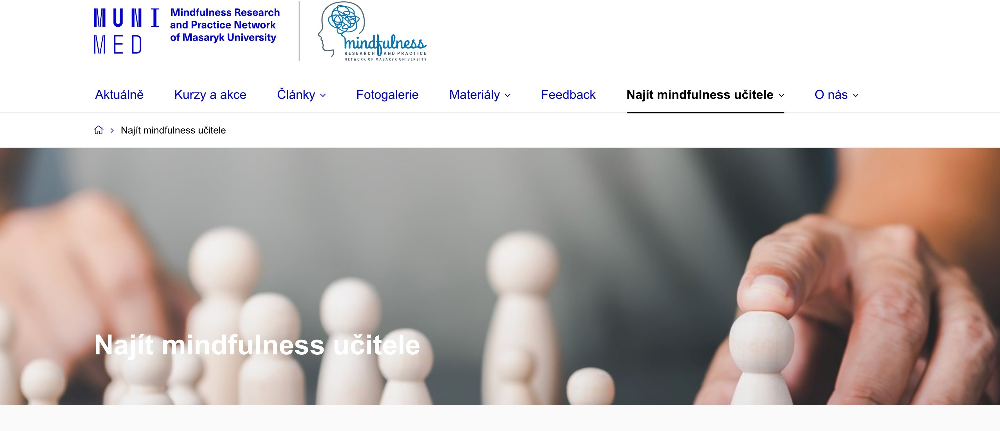 MUNI
MED
Mindfulness Research
and Practice Network
of Masaryk University
mindfulness
RESEARCH AND PRACTICE
NETWORK OF MASARYK UNIVERSITY
Aktuálně Kurzy a akce Články Fotogalerie Materiály Feedback Najít mindfulness učitele O nás
Najít mindfulness učitele
Najít mindfulness učitele